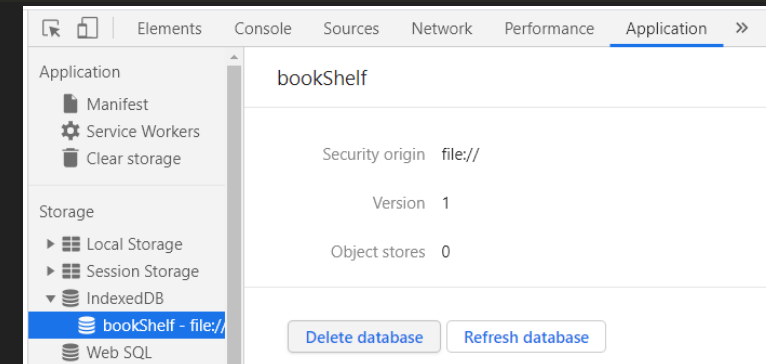 Elements Console Sources Network Performance Application »
Application
Manifest
Service Workers
Clear storage
Storage
Local Storage
Session Storage
IndexedDB
bookShelf - file://
Web SQL
bookShelf
Security origin file://
Version 1
Object stores 0
Delete database Refresh database